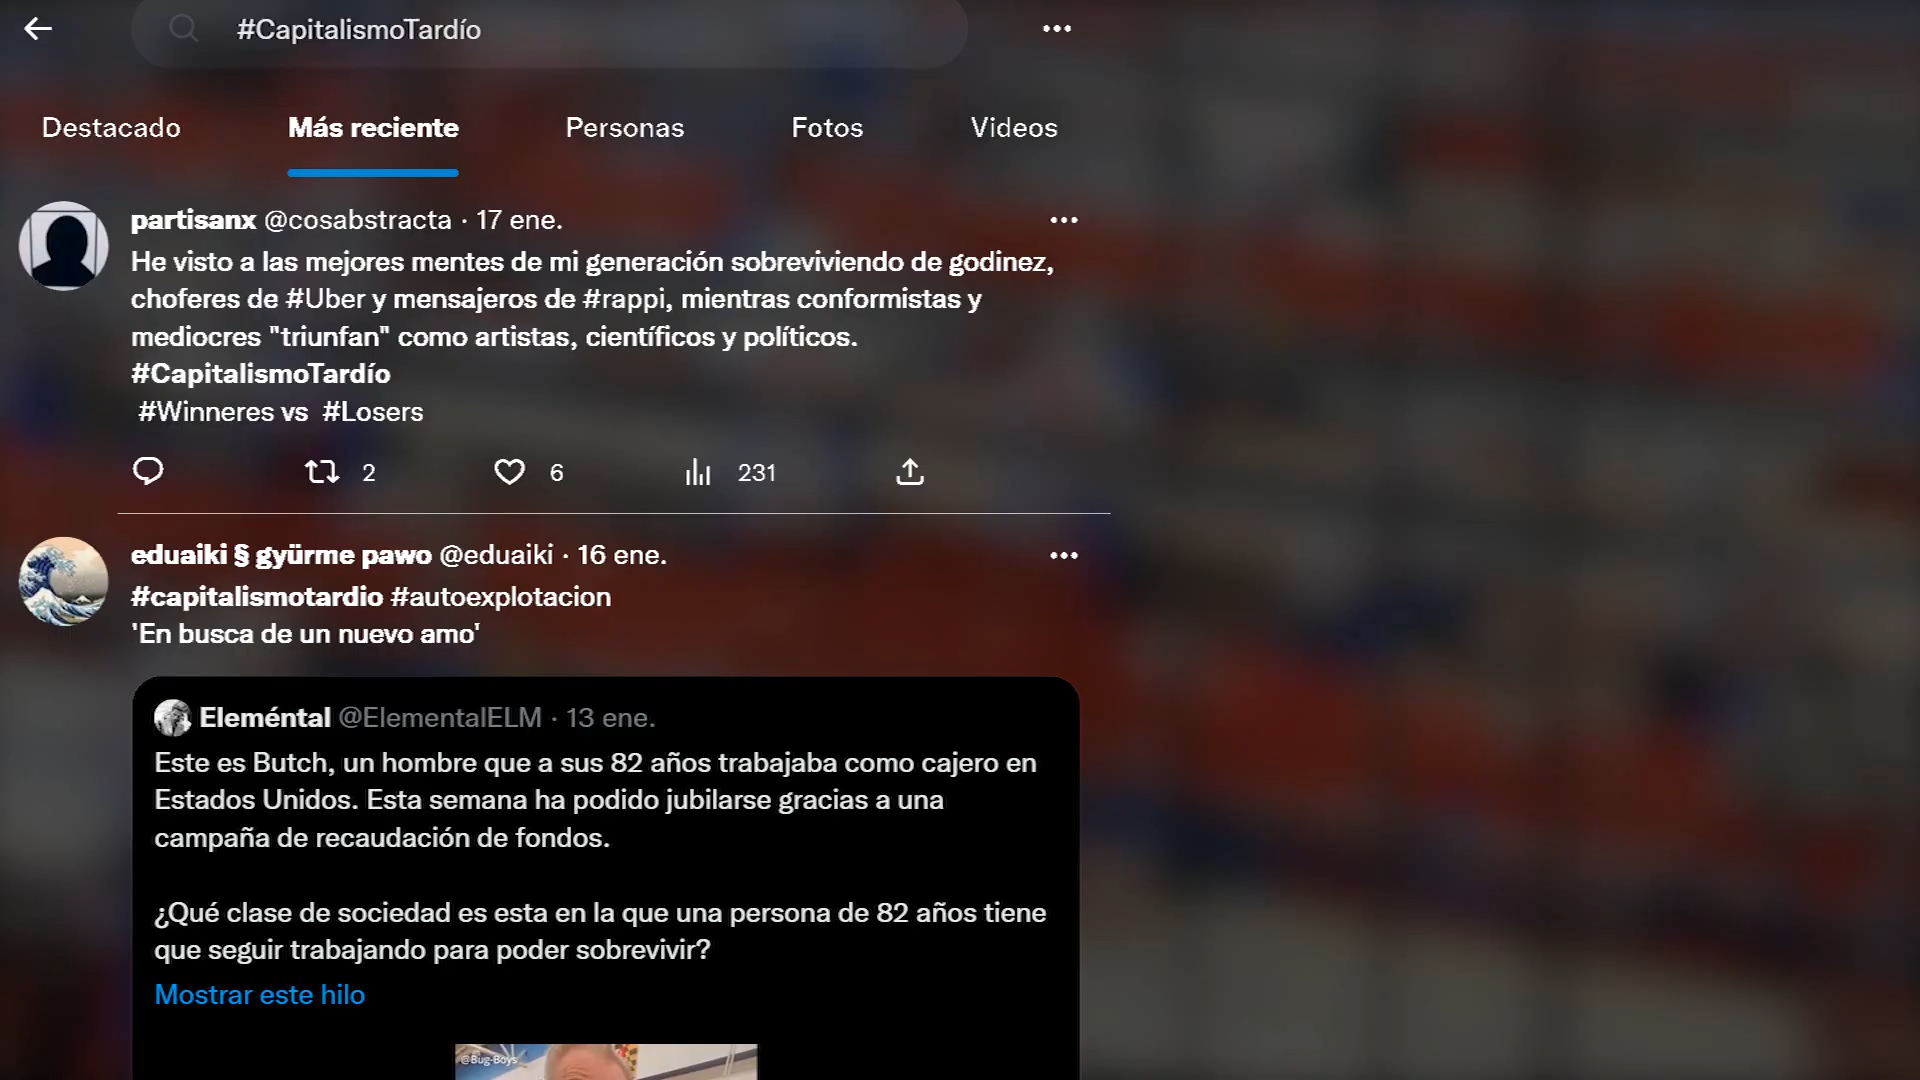 #CapitalismoTardío
Destacado
Más reciente
Personas
Fotos
Videos
partisanx @cosabstracta · 17 ene.
He visto a las mejores mentes de mi generación sobreviviendo de godinez,
choferes de #Uber y mensajeros de #rappi, mientras conformistas y
mediocres "triunfan" como artistas, científicos y políticos.
#CapitalismoTardío
#Winneres vs #Losers
2
6
231
eduaiki § gyürme pawo @eduaiki · 16 ene.
#capitalismotardio #autoexplotacion
'En busca de un nuevo amo'
Eleméntal @ElementalELM · 13 ene.
Este es Butch, un hombre que a sus 82 años trabajaba como cajero en
Estados Unidos. Esta semana ha podido jubilarse gracias a una
campaña de recaudación de fondos.
¿Qué clase de sociedad es esta en la que una persona de 82 años tiene
que seguir trabajando para poder sobrevivir?
Mostrar este hilo
@Bug-Boys